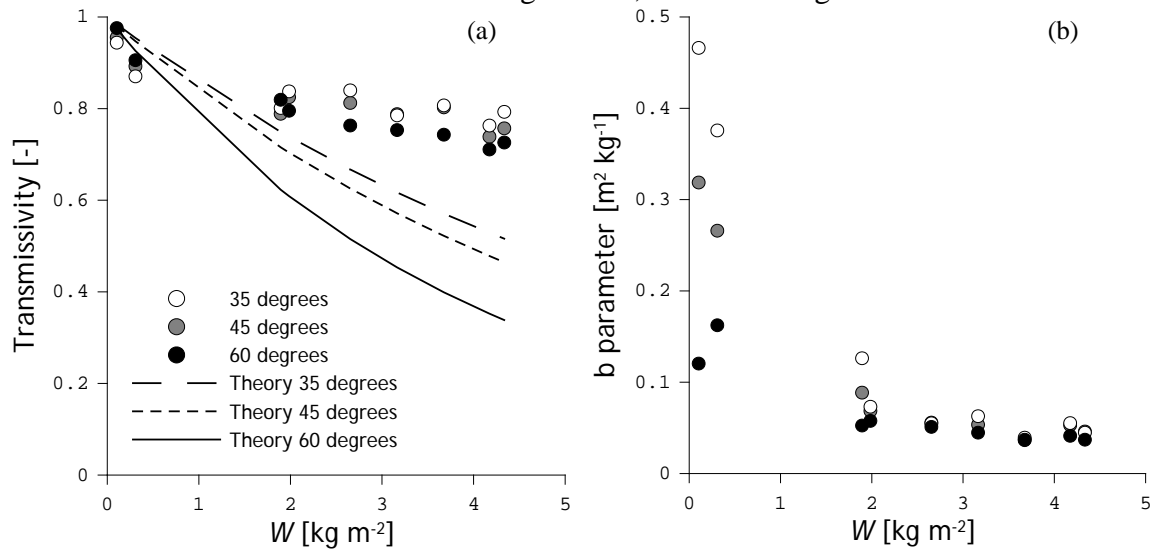 (a)
1
0.8
0.6
0.4
0.2
0
Transmissivity [-]
35 degrees
45 degrees
60 degrees
Theory 35 degrees
Theory 45 degrees
Theory 60 degrees
0 1 2 3 4 5
W [kg m-2]
(b)
0.5
0.4
0.3
0.2
0.1
0
b parameter [m2 kg-1]
0 1 2 3 4 5
W [kg m-2]